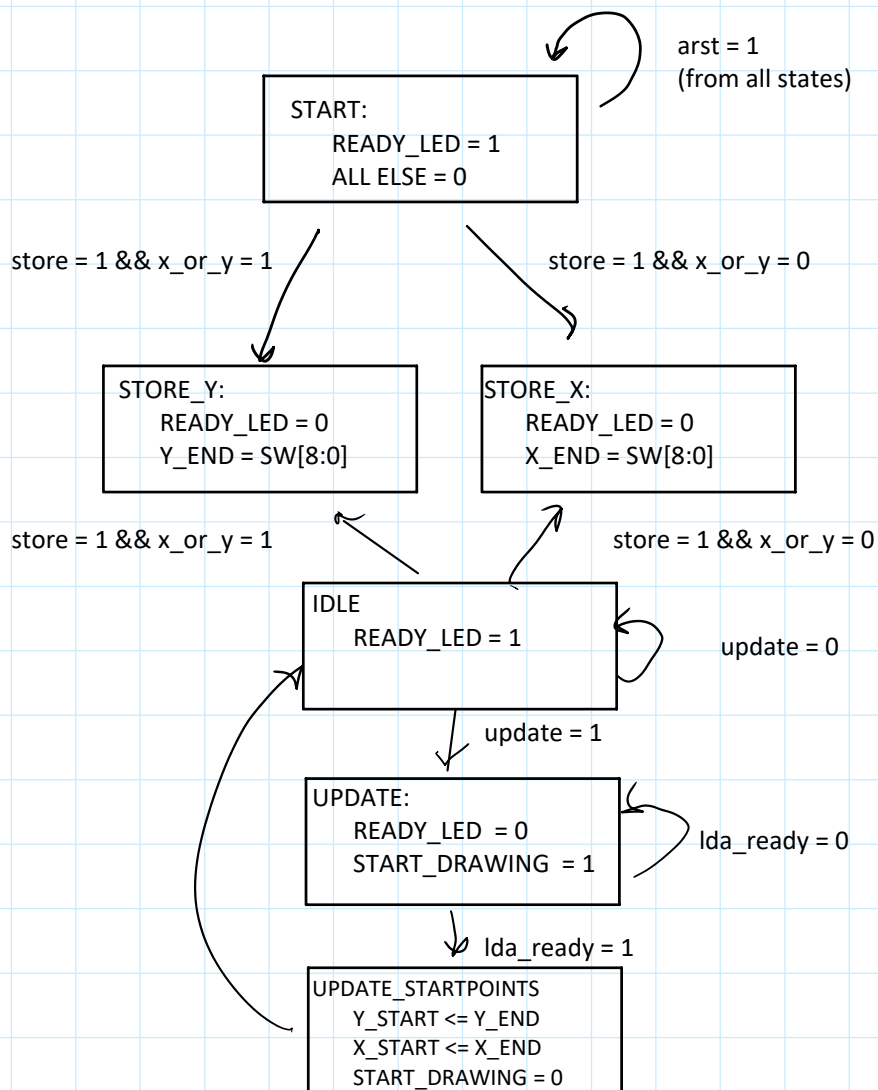 arst = 1
(from all states)
START:
READY_LED = 1
ALL ELSE = 0
store = 1 && x_or_y = 1
store = 1 && x_or_y = 0
STORE_Y:
READY_LED = 0
Y_END = SW[8:0]
STORE_X:
READY_LED = 0
X_END = SW[8:0]
store = 1 && x_or_y = 1
store = 1 && x_or_y = 0
IDLE
READY_LED = 1
update = 0
update = 1
UPDATE:
READY_LED = 0
START_DRAWING = 1
lda_ready = 0
lda_ready = 1
UPDATE_STARTPOINTS
Y_START <= Y_END
X_START <= X_END
START_DRAWING = 0